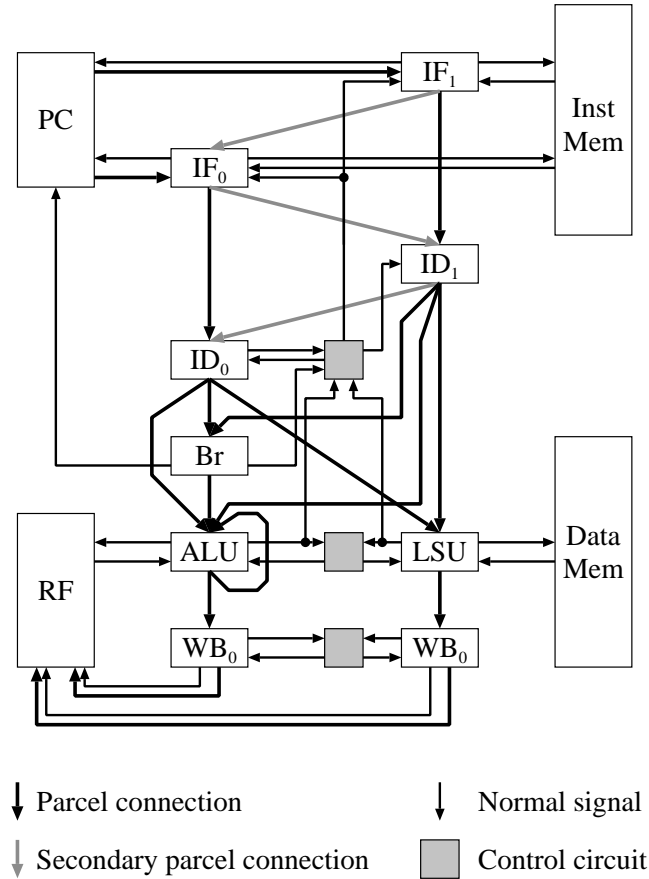 IF₁
PC
Inst
Mem
IF₀
ID₁
ID₀
Br
ALU
LSU
Data
Mem
RF
WB₀
WB₀
Parcel connection
Normal signal
Secondary parcel connection
Control circuit